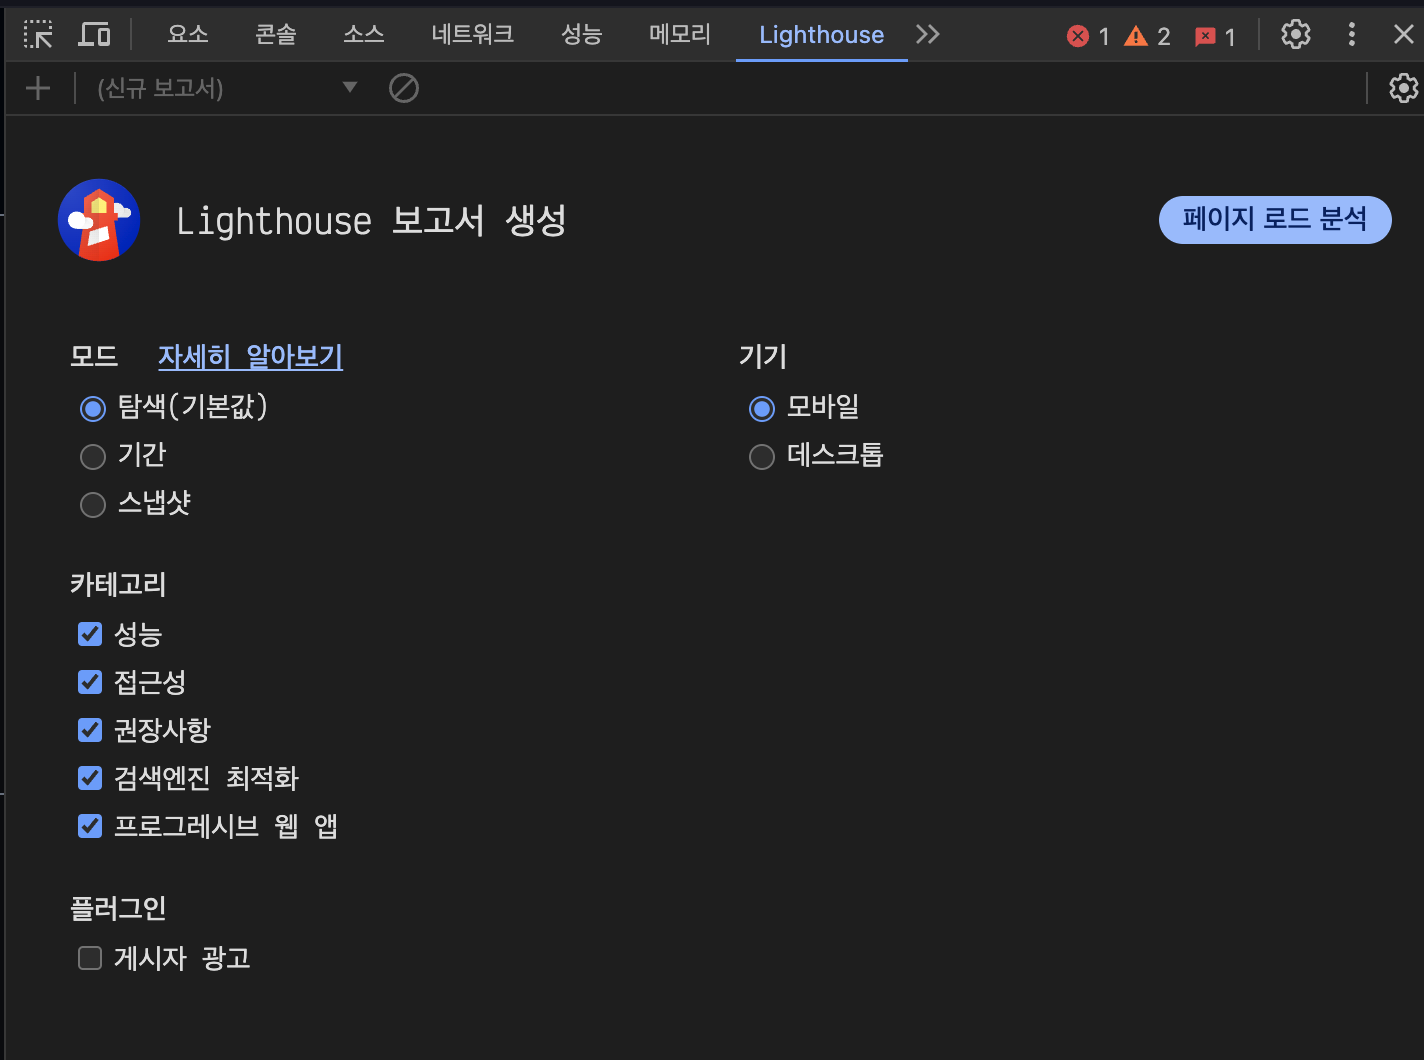 요소 콘솔 소스 네트워크 성능 메모리 Lighthouse 1 2 1
(신규 보고서)
Lighthouse 보고서 생성
페이지 로드 분석
모드 자세히 알아보기
탐색(기본값)
기간
스냅샷
기기
모바일
데스크톱
카테고리
성능
접근성
권장사항
검색엔진 최적화
프로그레시브 웹 앱
플러그인
게시자 광고